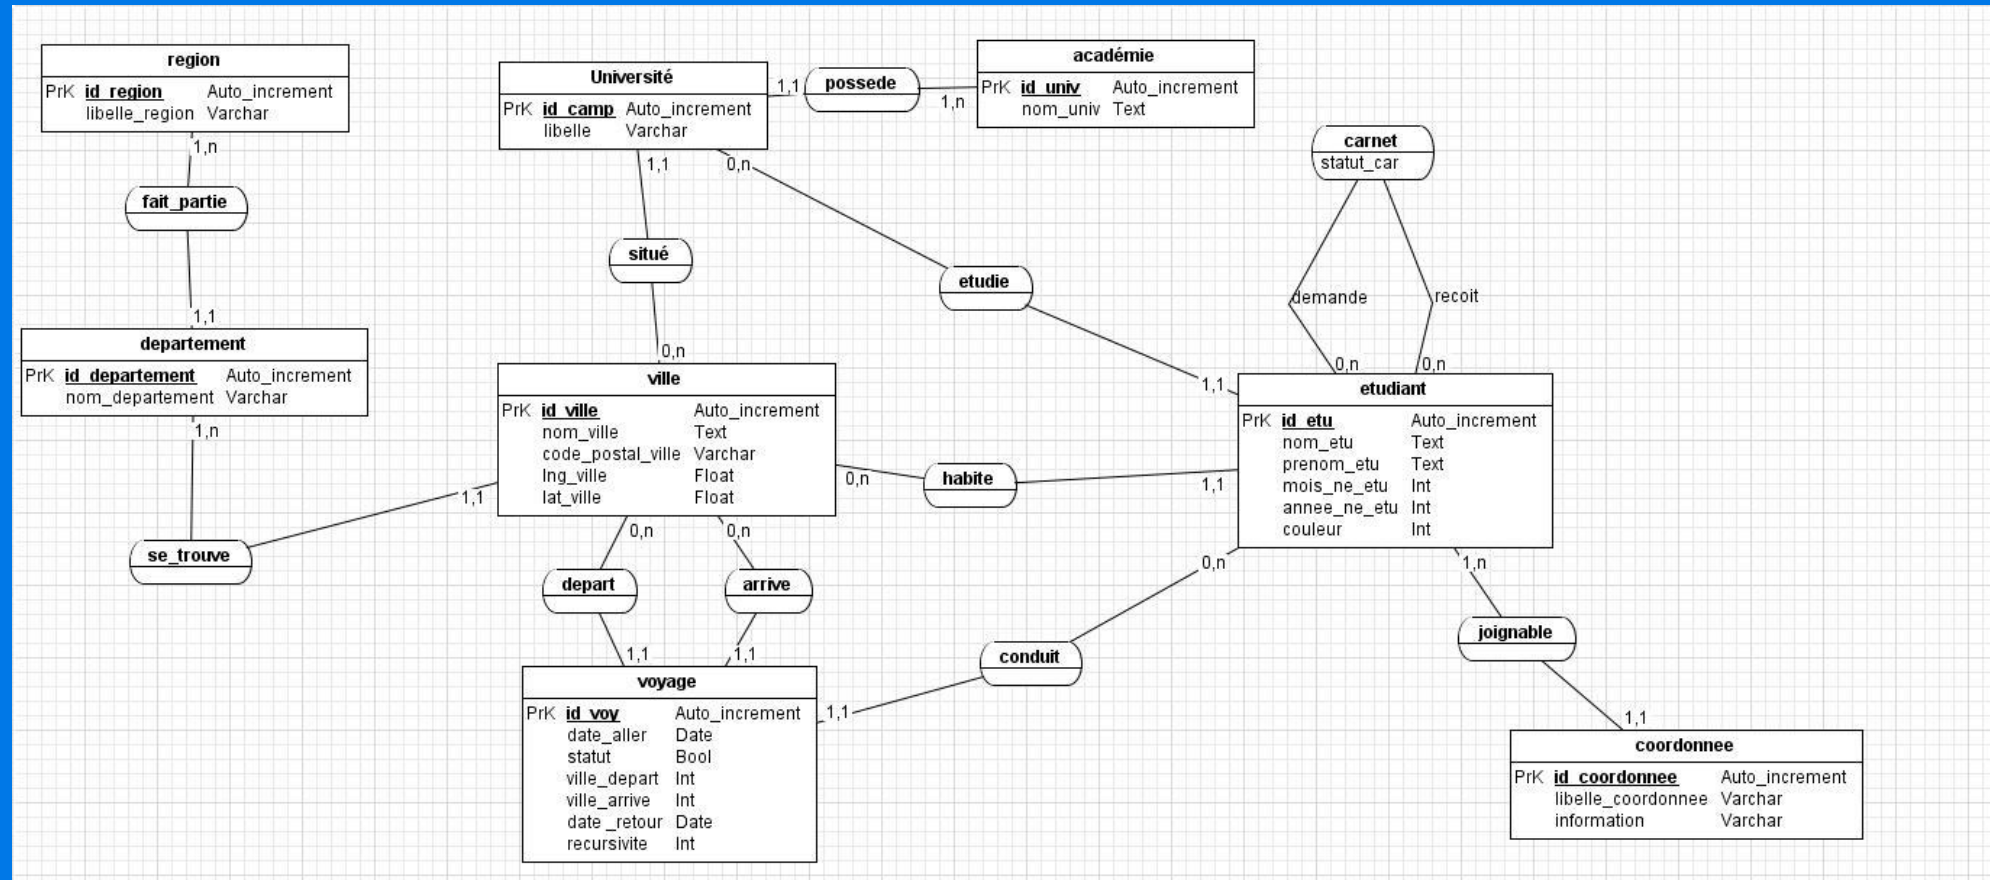 region
PrK id_region Auto_increment
libelle_region Varchar
1,n
fait_partie
1,1
departement
PrK id_departement Auto_increment
nom_departement Varchar
1,n
se_trouve
1,1
Université
PrK id_camp Auto_increment
libelle Varchar
1,1
possede
1,n
académie
PrK id_univ Auto_increment
nom_univ Text
1,1
situé
0,n
0,n
etudie
1,1
carnet
statut_car
demande
recoit
0,n
0,n
ville
PrK id_ville Auto_increment
nom_ville Text
code_postal_ville Varchar
lng_ville Float
lat_ville Float
0,n
habite
1,1
etudiant
PrK id_etu Auto_increment
nom_etu Text
prenom_etu Text
mois_ne_etu Int
annee_ne_etu Int
couleur Int
0,n
0,n
depart
arrive
1,1
1,1
voyage
PrK id_voy Auto_increment
date_aller Date
statut Bool
ville_depart Int
ville_arrive Int
date _retour Date
recursivite Int
1,1
conduit
0,n
1,n
joignable
1,1
coordonnee
PrK id_coordonnee Auto_increment
libelle_coordonnee Varchar
information Varchar